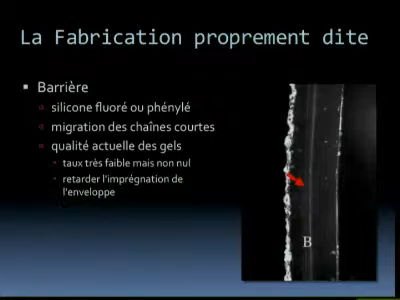 La Fabrication proprement dite
Barrière
silicone fluoré ou phénylé
migration des chaînes courtes
qualité actuelle des gels
taux très faible mais non nul
retarder l'imprégnation de
l'enveloppe
B